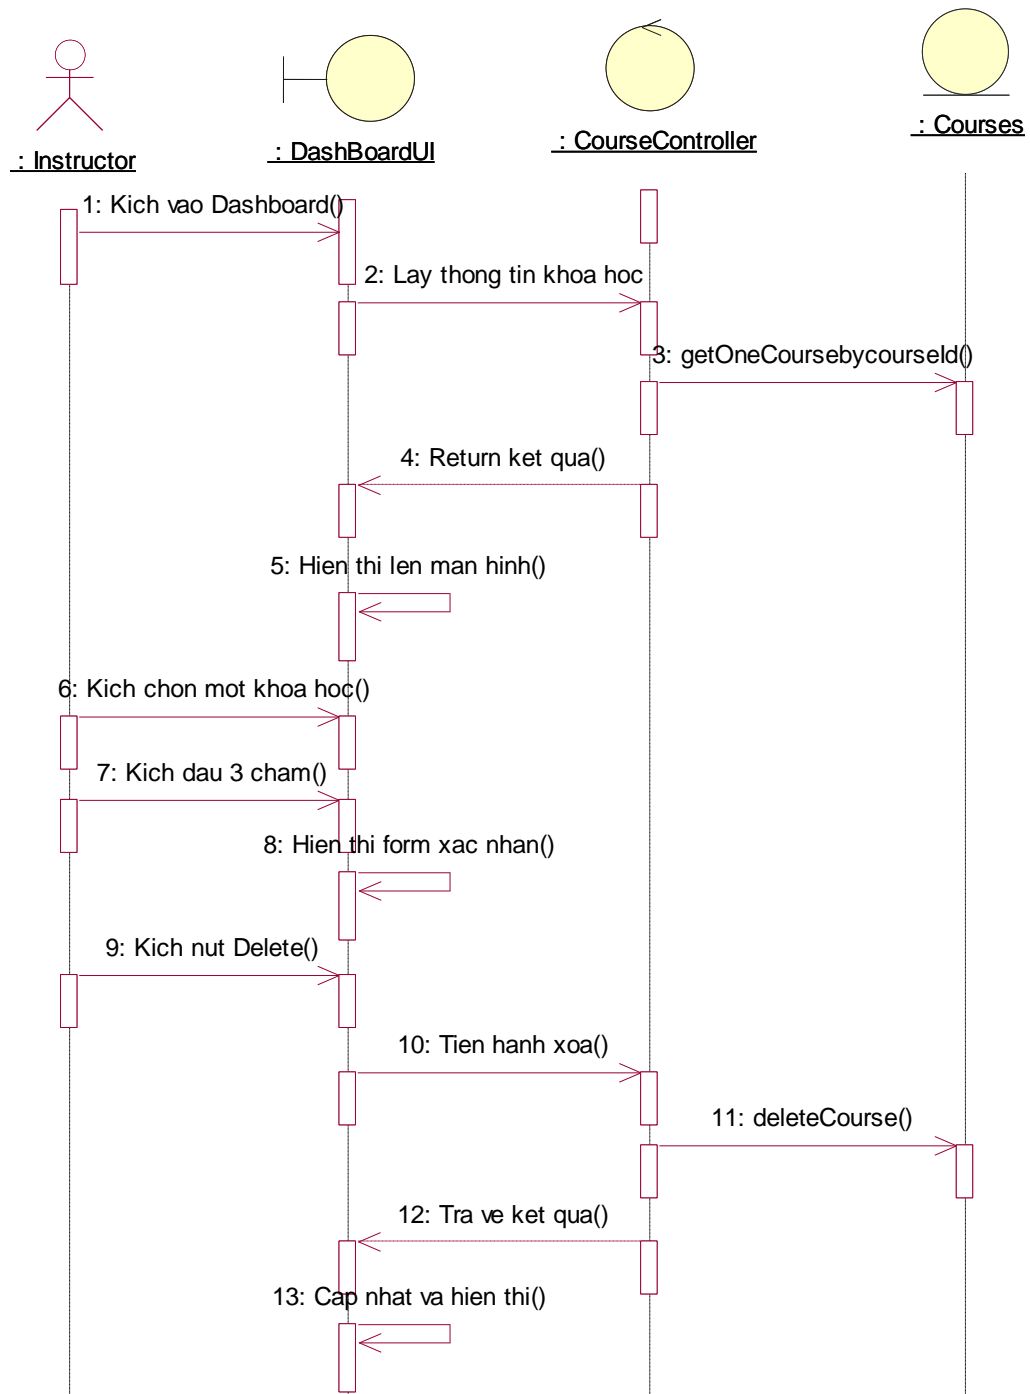 : Instructor
: DashBoardUI
: CourseController
: Courses
1: Kich vao Dashboard()
2: Lay thong tin khoa hoc
3: getOneCoursebycourseId()
4: Return ket qua()
5: Hien thi len man hinh()
6: Kich chon mot khoa hoc()
7: Kich dau 3 cham()
8: Hien thi form xac nhan()
9: Kich nut Delete()
10: Tien hanh xoa()
11: deleteCourse()
12: Tra ve ket qua()
13: Cap nhat va hien thi()